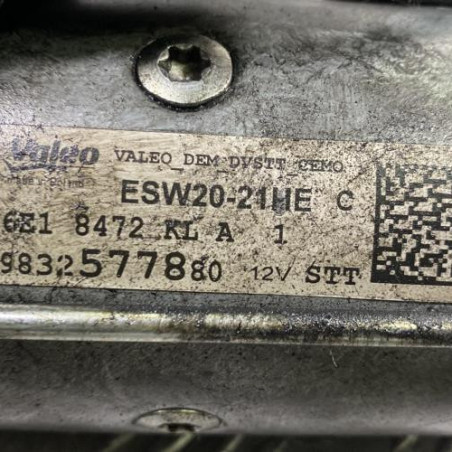 Valeo VALEO_DEM_DVSTT_CEMO
ESW20-21HE C
6E1 8472 KL A 1
9832577880 12V STT